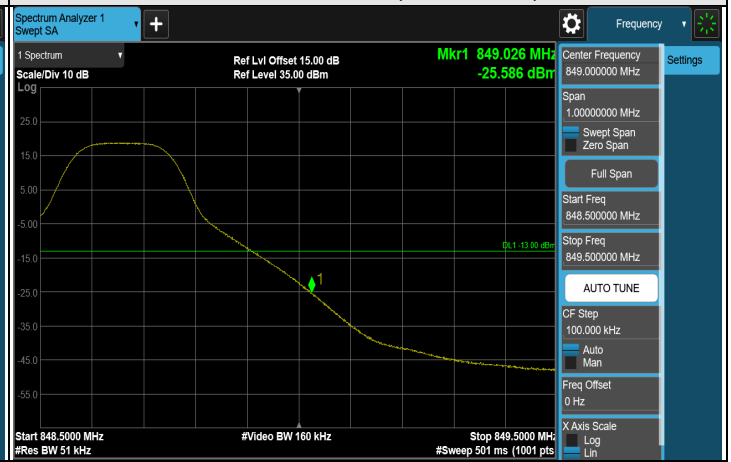 Spectrum Analyzer 1
Swept SA
+
Frequency
1 Spectrum
Scale/Div 10 dB
Log
Ref Lvl Offset 15.00 dB
Ref Level 35.00 dBm
Mkr1 849.026 MHz
-25.586 dBm
25.0
15.0
5.00
-5.00
-15.0
-25.0
-35.0
-45.0
-55.0
DL1 -13.00 dBm
1
Start 848.5000 MHz
#Res BW 51 kHz
#Video BW 160 kHz
Stop 849.5000 MHz
#Sweep 501 ms (1001 pts
Center Frequency
849.000000 MHz
Settings
Span
1.00000000 MHz
Swept Span
Zero Span
Full Span
Start Freq
848.500000 MHz
Stop Freq
849.500000 MHz
AUTO TUNE
CF Step
100.000 kHz
Auto
Man
Freq Offset
0 Hz
X Axis Scale
Log
Lin